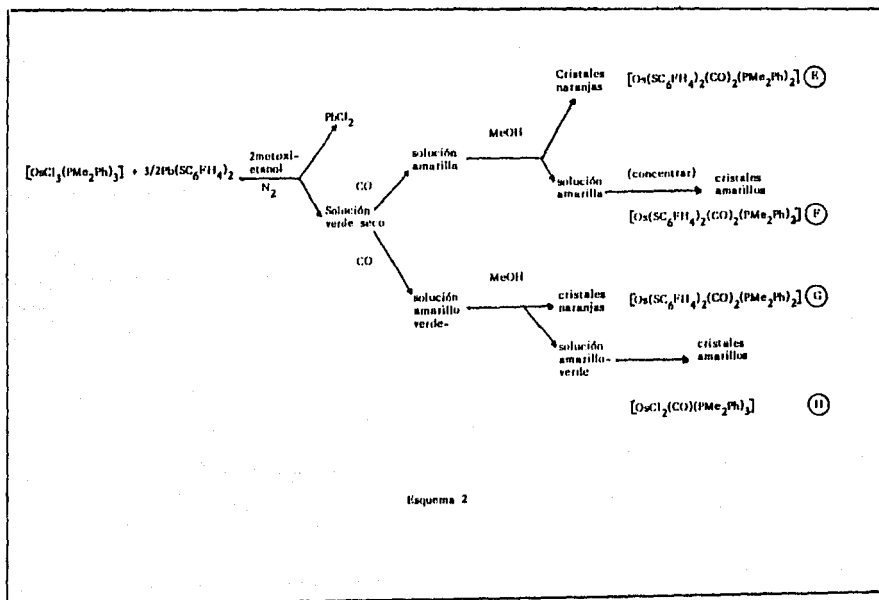 Cristales naranjas [Os(SC₆FH₄)₂(CO)₂(PMe₂Ph)₂] E
PbCl₂
MeOH
[OsCl₃(PMe₂Ph)₃] + 3/2Pb(SC₆FH₄)₂
2metoxi-etanol
N₂
CO
solución amarilla
solución amarilla
(concentrar)
cristales amarillos
Solución verde seco
[Os(SC₆FH₄)₂(CO)₂(PMe₂Ph)₂] F
CO
MeOH
solución amarillo verde-
cristales naranjas
[Os(SC₆FH₄)₂(CO)₂(PMe₂Ph)₂] G
solución amarillo-verde
cristales amarillos
[OsCl₂(CO)(PMe₂Ph)₃] H
Esquema 2